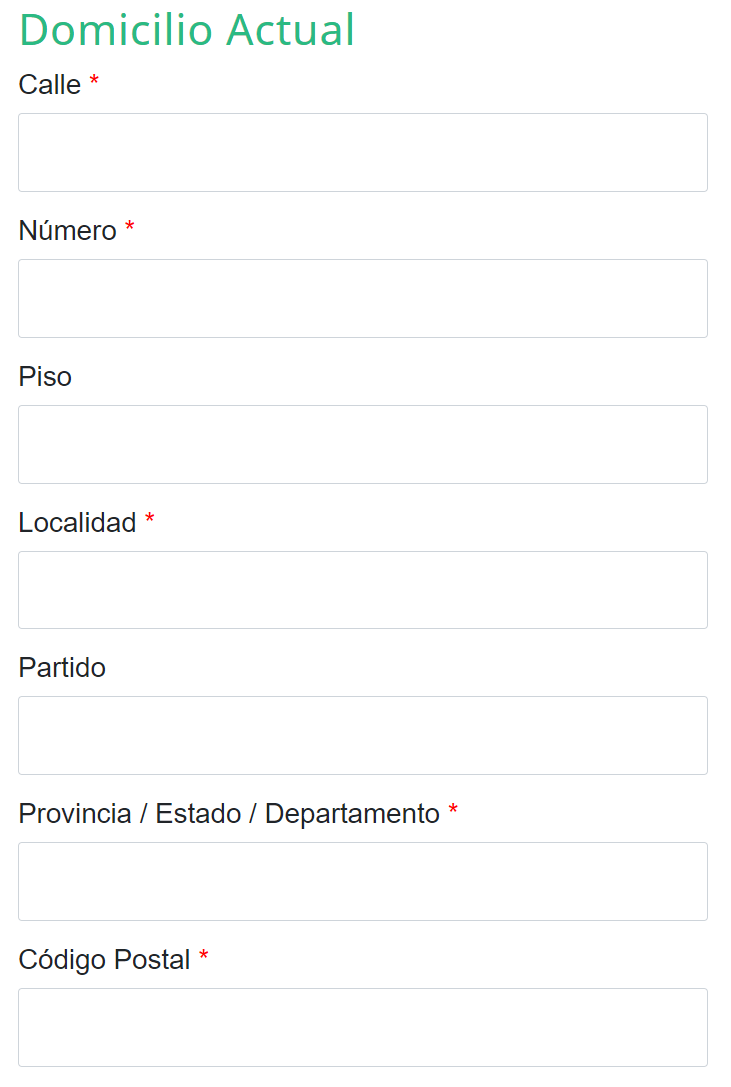 Domicilio Actual
Calle *
Número *
Piso
Localidad *
Partido
Provincia / Estado / Departamento *
Código Postal *